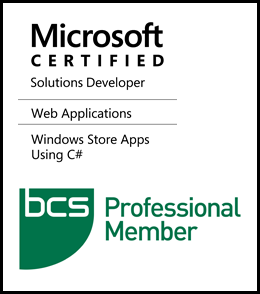 Microsoft
CERTIFIED
Solutions Developer
Web Applications
Windows Store Apps
Using C#
bcs
Professional
Member